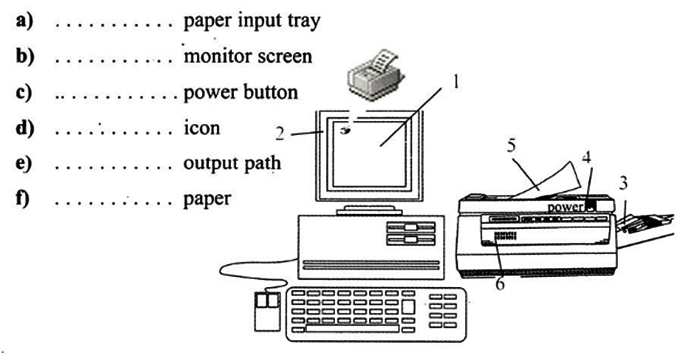 a) ........... paper input tray
b) ........... monitor screen
c) ........... power button
d) ........... icon
e) ........... output path
f) ........... paper
1
2
5
4
3
power
6